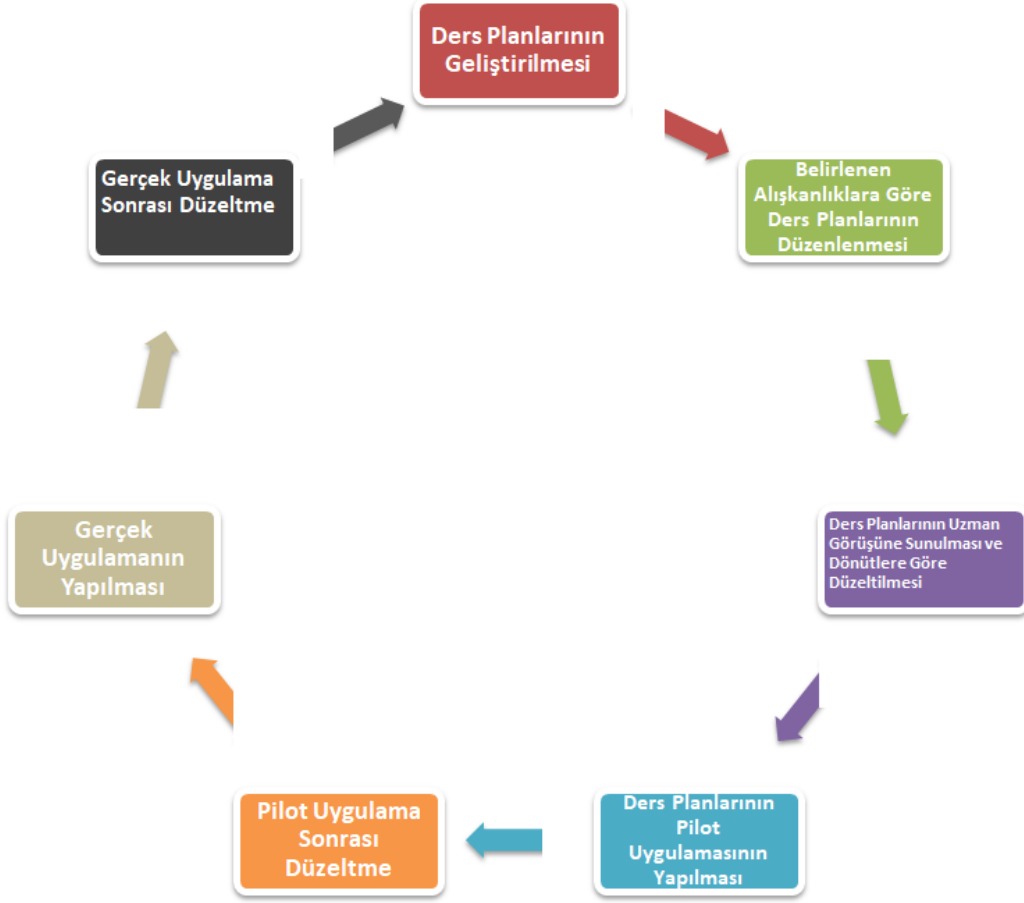 Ders Planlarının
Geliştirilmesi
Belirlenen
Alışkanlıklara Göre
Ders Planlarının
Düzenlenmesi
Ders Planlarının Uzman
Görüşüne Sunulması ve
Dönütlere Göre
Düzeltilmesi
Ders Planlarının
Pilot
Uygulamasının
Yapılması
Pilot Uygulama
Sonrası
Düzeltme
Gerçek
Uygulamanın
Yapılması
Gerçek Uygulama
Sonrası Düzeltme